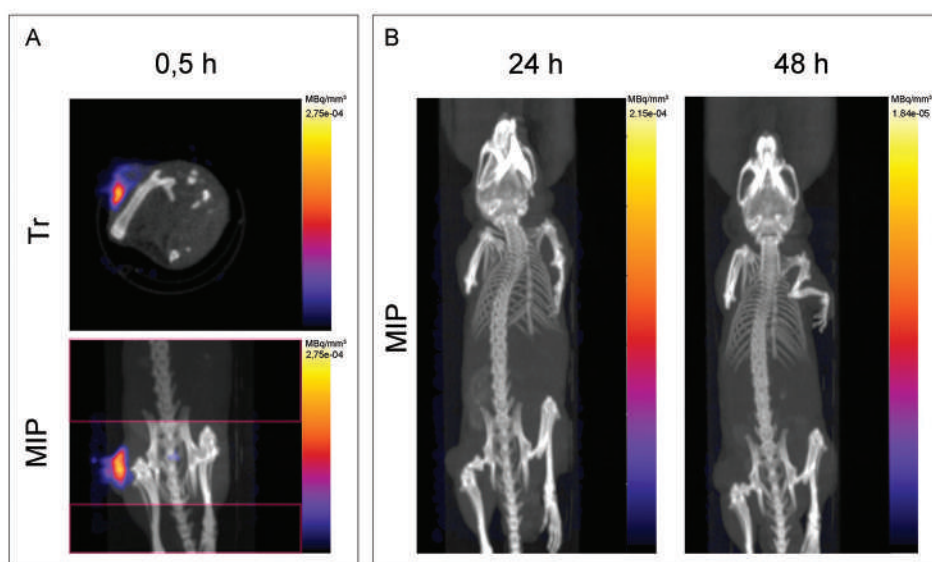 A
0,5 h
MBq/mm³
2,75e-04
Tr
MBq/mm³
2,75e-04
MIP
B
24 h
48 h
MBq/mm³
2.15e-04
MBq/mm³
1.84e-05
MIP